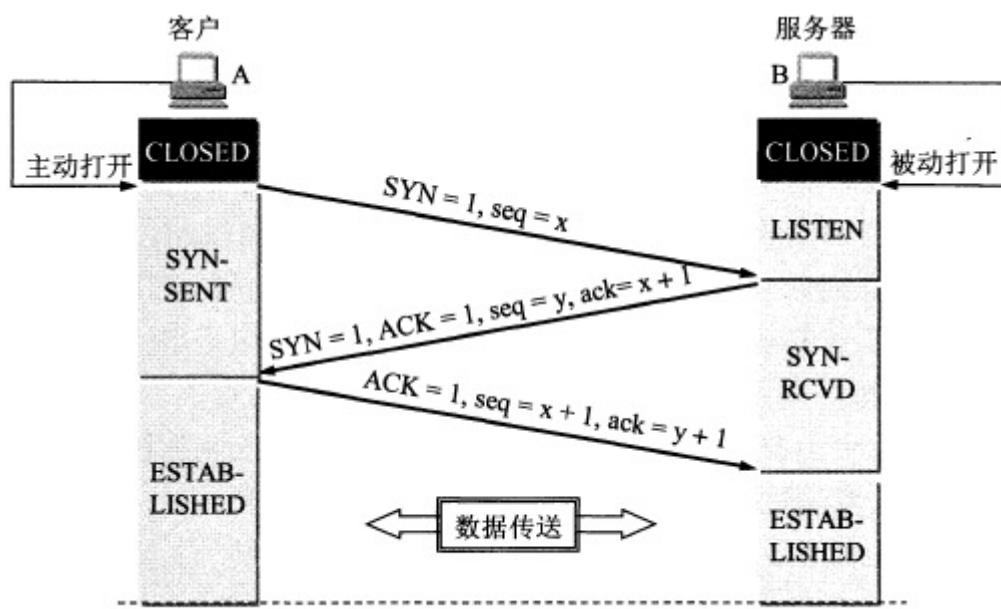 客户
服务器
A
B
CLOSED
CLOSED
主动打开
被动打开
SYN = 1, seq = x
LISTEN
SYN-
SENT
SYN = 1, ACK = 1, seq = y, ack= x + 1
SYN-
RCVD
ACK = 1, seq = x + 1, ack = y + 1
ESTAB-
LISHED
数据传送
ESTAB-
LISHED